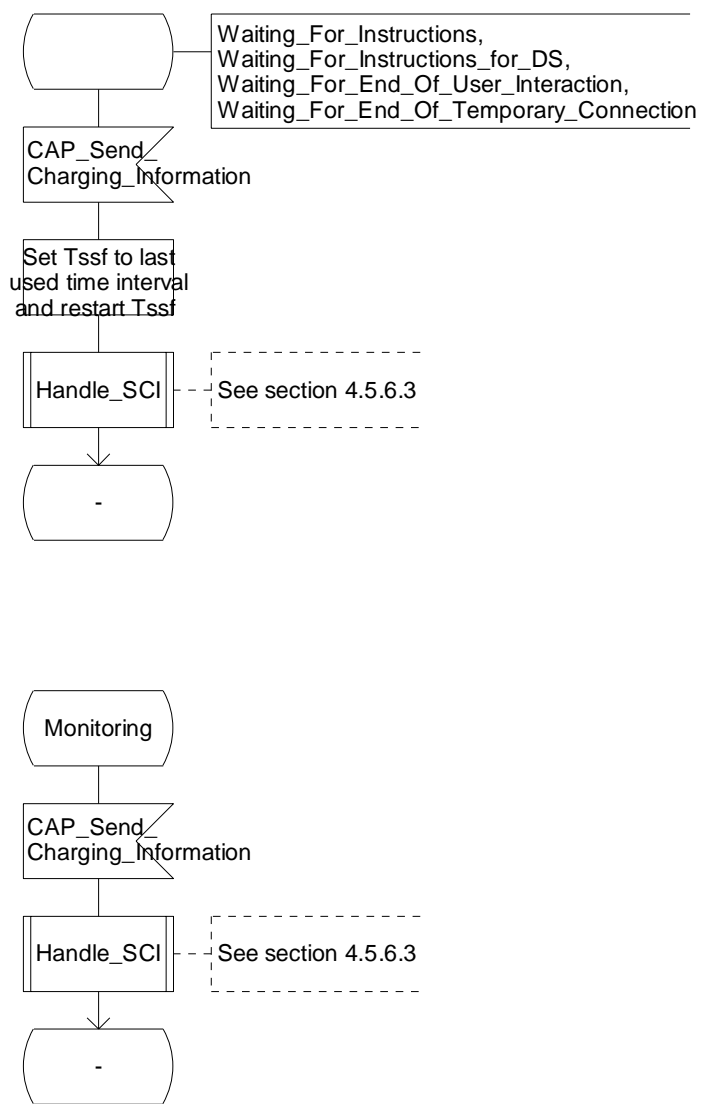 Waiting_For_Instructions,
Waiting_For_Instructions_for_DS,
Waiting_For_End_Of_User_Interaction,
Waiting_For_End_Of_Temporary_Connection
CAP_Send_
Charging_Information
Set Tssf to last
used time interval
and restart Tssf
Handle_SCI
See section 4.5.6.3
-
Monitoring
CAP_Send_
Charging_Information
Handle_SCI
See section 4.5.6.3
-